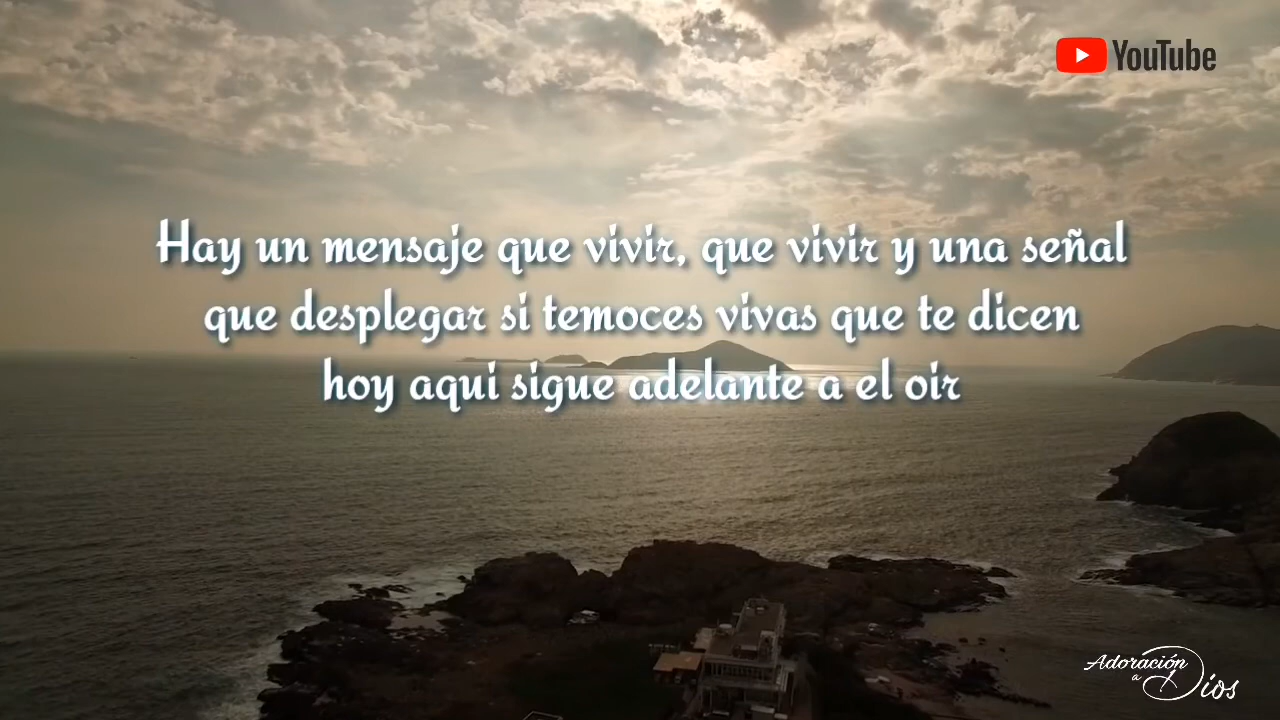 YouTube
Hay un mensaje que vivir, que vivir y una señal
que desplegar si temoces vivas que te dicen
hoy aqui sigue adelante a el oir
Adoración
a Dios